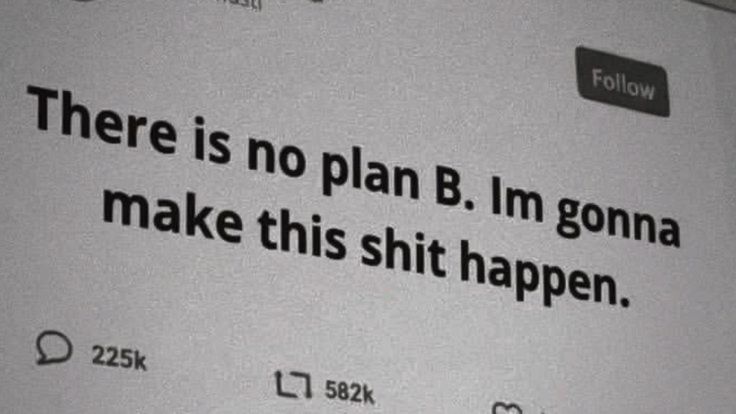 Follow
There is no plan B. Im gonna
make this shit happen.
225k
582k